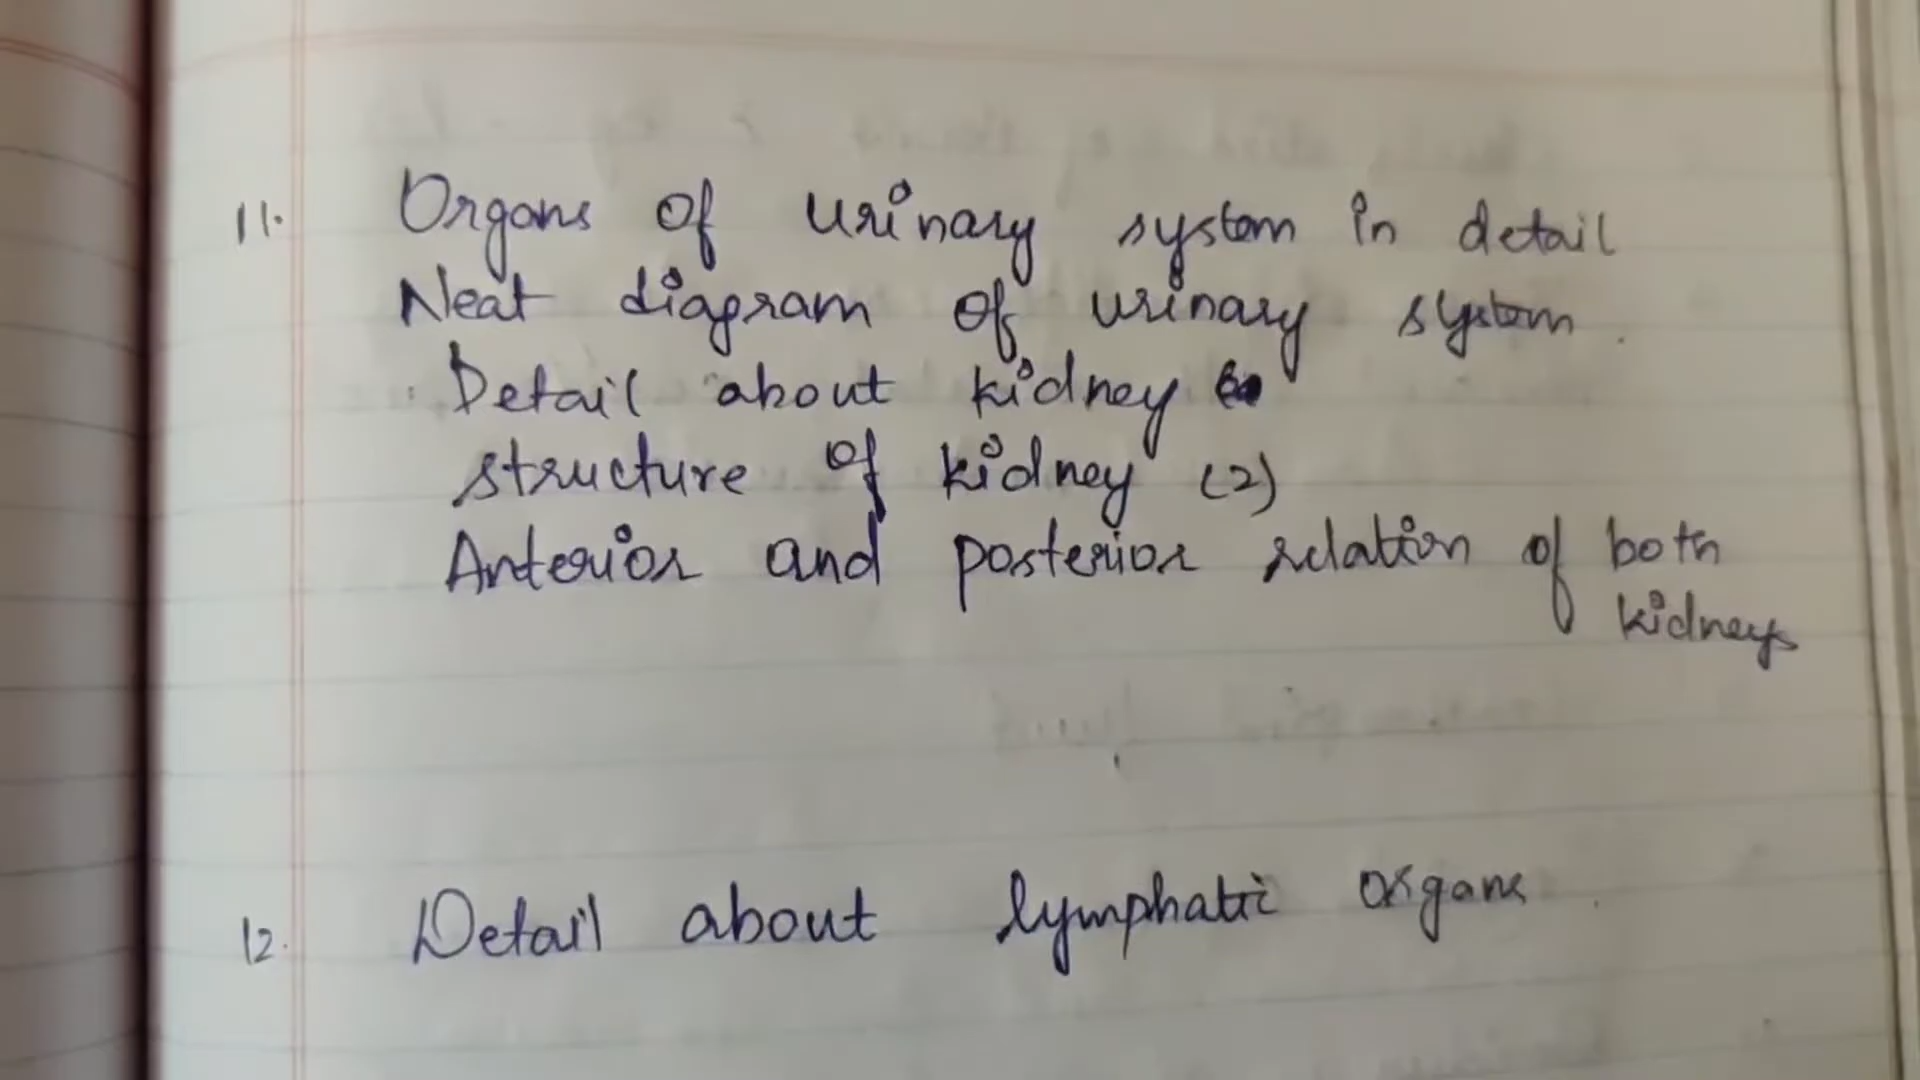 11. Organs of urinary system in detail
Neat diagram of urinary system.
Detail about kidney
structure of kidney (2)
Anterior and posterior relation of both
kidneys
12. Detail about lymphatic organs.